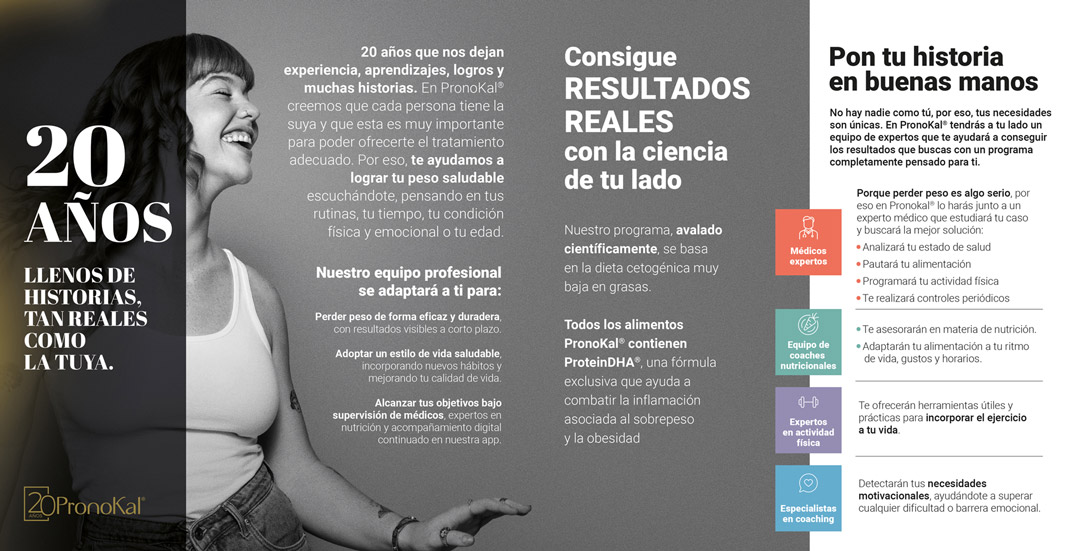 20
AÑOS
LLENOS DE
HISTORIAS,
TAN REALES
COMO
LA TUYA.
20
AÑOS
PronoKal®
20 años que nos dejan
experiencia, aprendizajes, logros y
muchas historias. En PronoKal®
creemos que cada persona tiene la
suya y que esta es muy importante
para poder ofrecerte el tratamiento
adecuado. Por eso, te ayudamos a
lograr tu peso saludable
escuchándote, pensando en tus
rutinas, tu tiempo, tu condición
física y emocional o tu edad.
Nuestro equipo profesional
se adaptará a ti para:
Perder peso de forma eficaz y duradera,
con resultados visibles a corto plazo.
Adoptar un estilo de vida saludable,
incorporando nuevos hábitos y
mejorando tu calidad de vida.
Alcanzar tus objetivos bajo
supervisión de médicos, expertos en
nutrición y acompañamiento digital
continuado en nuestra app.
Consigue
RESULTADOS
REALES
con la ciencia
de tu lado
Nuestro programa, avalado
científicamente, se basa
en la dieta cetogénica muy
baja en grasas.
Todos los alimentos
PronoKal® contienen
ProteinDHA®, una fórmula
exclusiva que ayuda a
combatir la inflamación
asociada al sobrepeso
y la obesidad
Pon tu historia
en buenas manos
No hay nadie como tú, por eso, tus necesidades
son únicas. En PronoKal® tendrás a tu lado un
equipo de expertos que te ayudará a conseguir
los resultados que buscas con un programa
completamente pensado para ti.
Médicos
expertos
Porque perder peso es algo serio, por
eso en Pronokal® lo harás junto a un
experto médico que estudiará tu caso
y buscará la mejor solución:
• Analizará tu estado de salud
• Pautará tu alimentación
• Programará tu actividad física
• Te realizará controles periódicos
Equipo de
coaches
nutricionales
• Te asesorarán en materia de nutrición.
• Adaptarán tu alimentación a tu ritmo
de vida, gustos y horarios.
Expertos
en actividad
física
Te ofrecerán herramientas útiles y
prácticas para incorporar el ejercicio
a tu vida.
Especialistas
en coaching
Detectarán tus necesidades
motivacionales, ayudándote a superar
cualquier dificultad o barrera emocional.